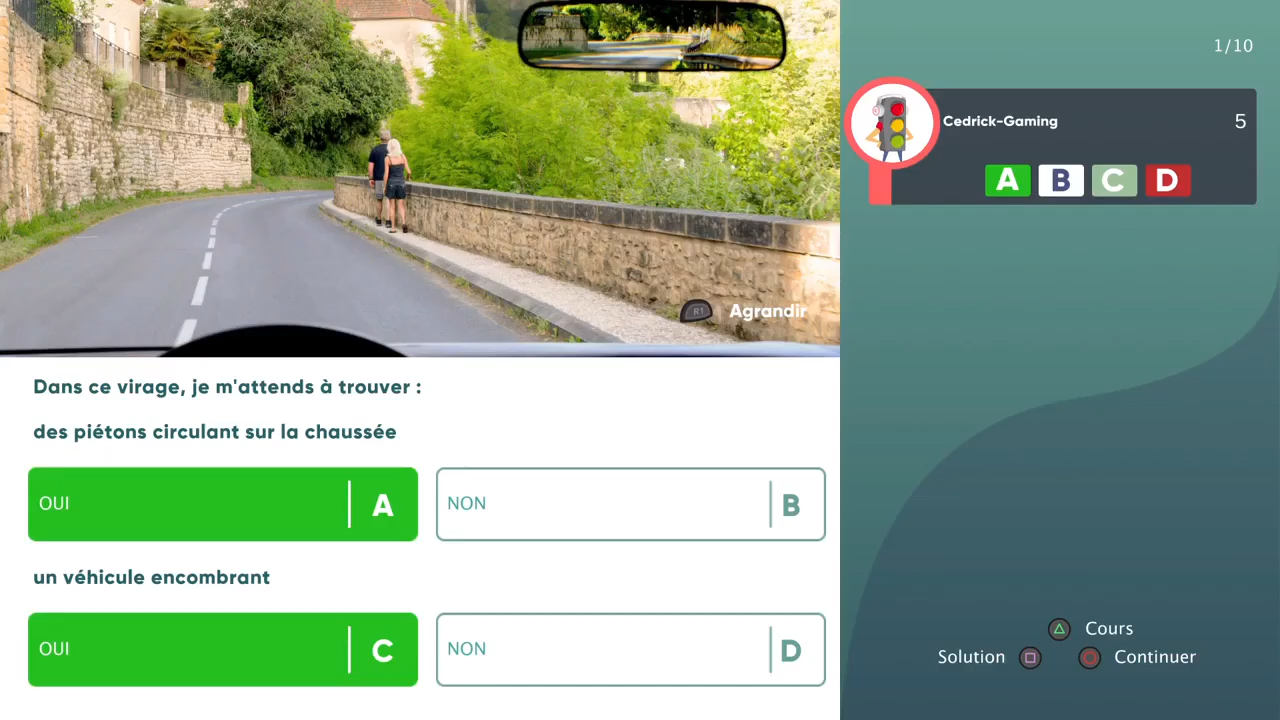 R1 Agrandir
Dans ce virage, je m'attends à trouver :
des piétons circulant sur la chaussée
OUI A
NON B
un véhicule encombrant
OUI C
NON D
1/10
Cedrick-Gaming 5
A B C D
Cours
Solution Continuer